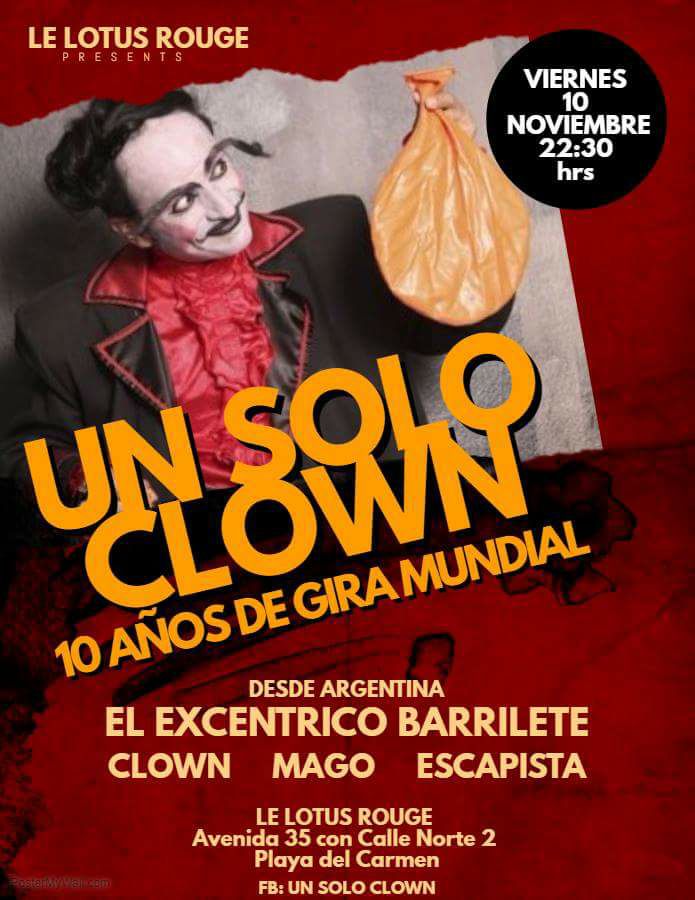 LE LOTUS ROUGE
PRESENTS
VIERNES
10
NOVIEMBRE
22:30
hrs
UN SOLO
CLOWN
10 AÑOS DE GIRA MUNDIAL
DESDE ARGENTINA
EL EXCENTRICO BARRILETE
CLOWN MAGO ESCAPISTA
LE LOTUS ROUGE
Avenida 35 con Calle Norte 2
Playa del Carmen
FB: UN SOLO CLOWN
PosterMyWall.com